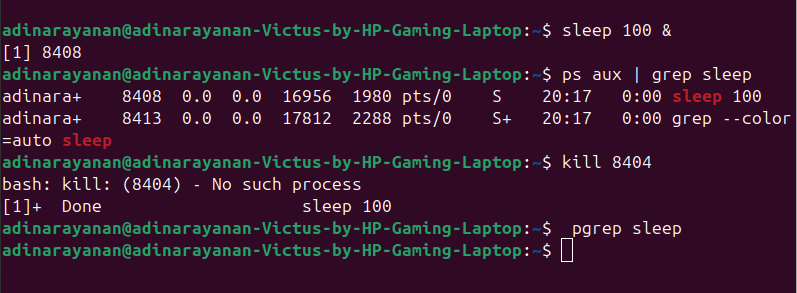 adinarayanan@adinarayanan-Victus-by-HP-Gaming-Laptop:~$ sleep 100 &
[1] 8408
adinarayanan@adinarayanan-Victus-by-HP-Gaming-Laptop:~$ ps aux | grep sleep
adinara+    8408  0.0  0.0  16956  1980 pts/0    S    20:17   0:00 sleep 100
adinara+    8413  0.0  0.0  17812  2288 pts/0    S+   20:17   0:00 grep --color
=auto sleep
adinarayanan@adinarayanan-Victus-by-HP-Gaming-Laptop:~$ kill 8404
bash: kill: (8404) - No such process
[1]+  Done                    sleep 100
adinarayanan@adinarayanan-Victus-by-HP-Gaming-Laptop:~$  pgrep sleep
adinarayanan@adinarayanan-Victus-by-HP-Gaming-Laptop:~$